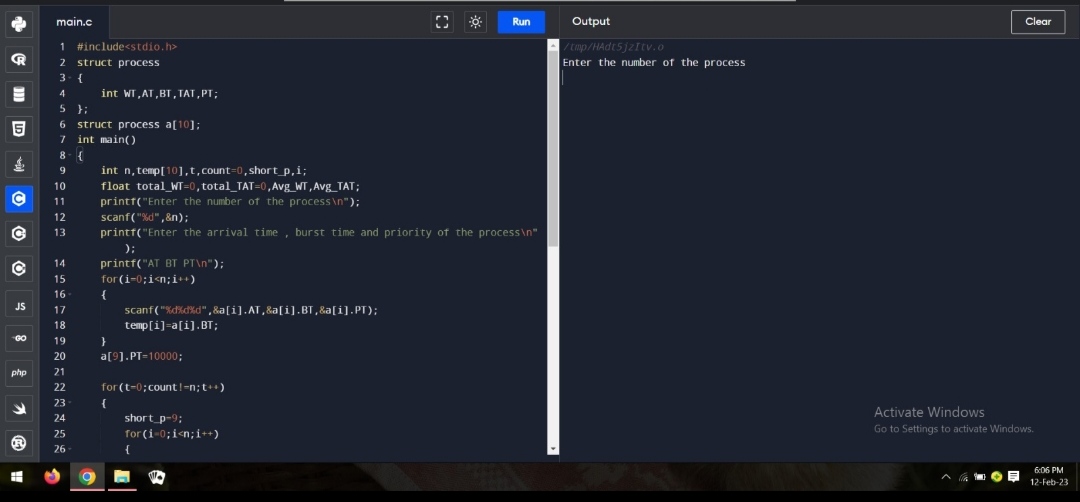 main.c
Run
Output
Clear
1 #include<stdio.h>
2 struct process
3 {
4 int WT,AT,BT,TAT,PT;
5 };
6 struct process a[10];
7 int main()
8 {
9 int n,temp[10],t,count=0,short_p,i;
10 float total_WT=0,total_TAT=0,Avg_WT,Avg_TAT;
11 printf("Enter the number of the process\n");
12 scanf("%d",&n);
13 printf("Enter the arrival time , burst time and priority of the process\n"
);
14 printf("AT BT PT\n");
15 for(i=0;i<n;i++)
16 {
17 scanf("%d%d%d",&a[i].AT,&a[i].BT,&a[i].PT);
18 temp[i]=a[i].BT;
19 }
20 a[9].PT=10000;
21
22 for(t=0;count!=n;t++)
23 {
24 short_p=9;
25 for(i=0;i<n;i++)
26 {
/tmp/HAdt5jzItv.o
Enter the number of the process
JS
GO
php
Activate Windows
Go to Settings to activate Windows.
6:06 PM
12-Feb-23